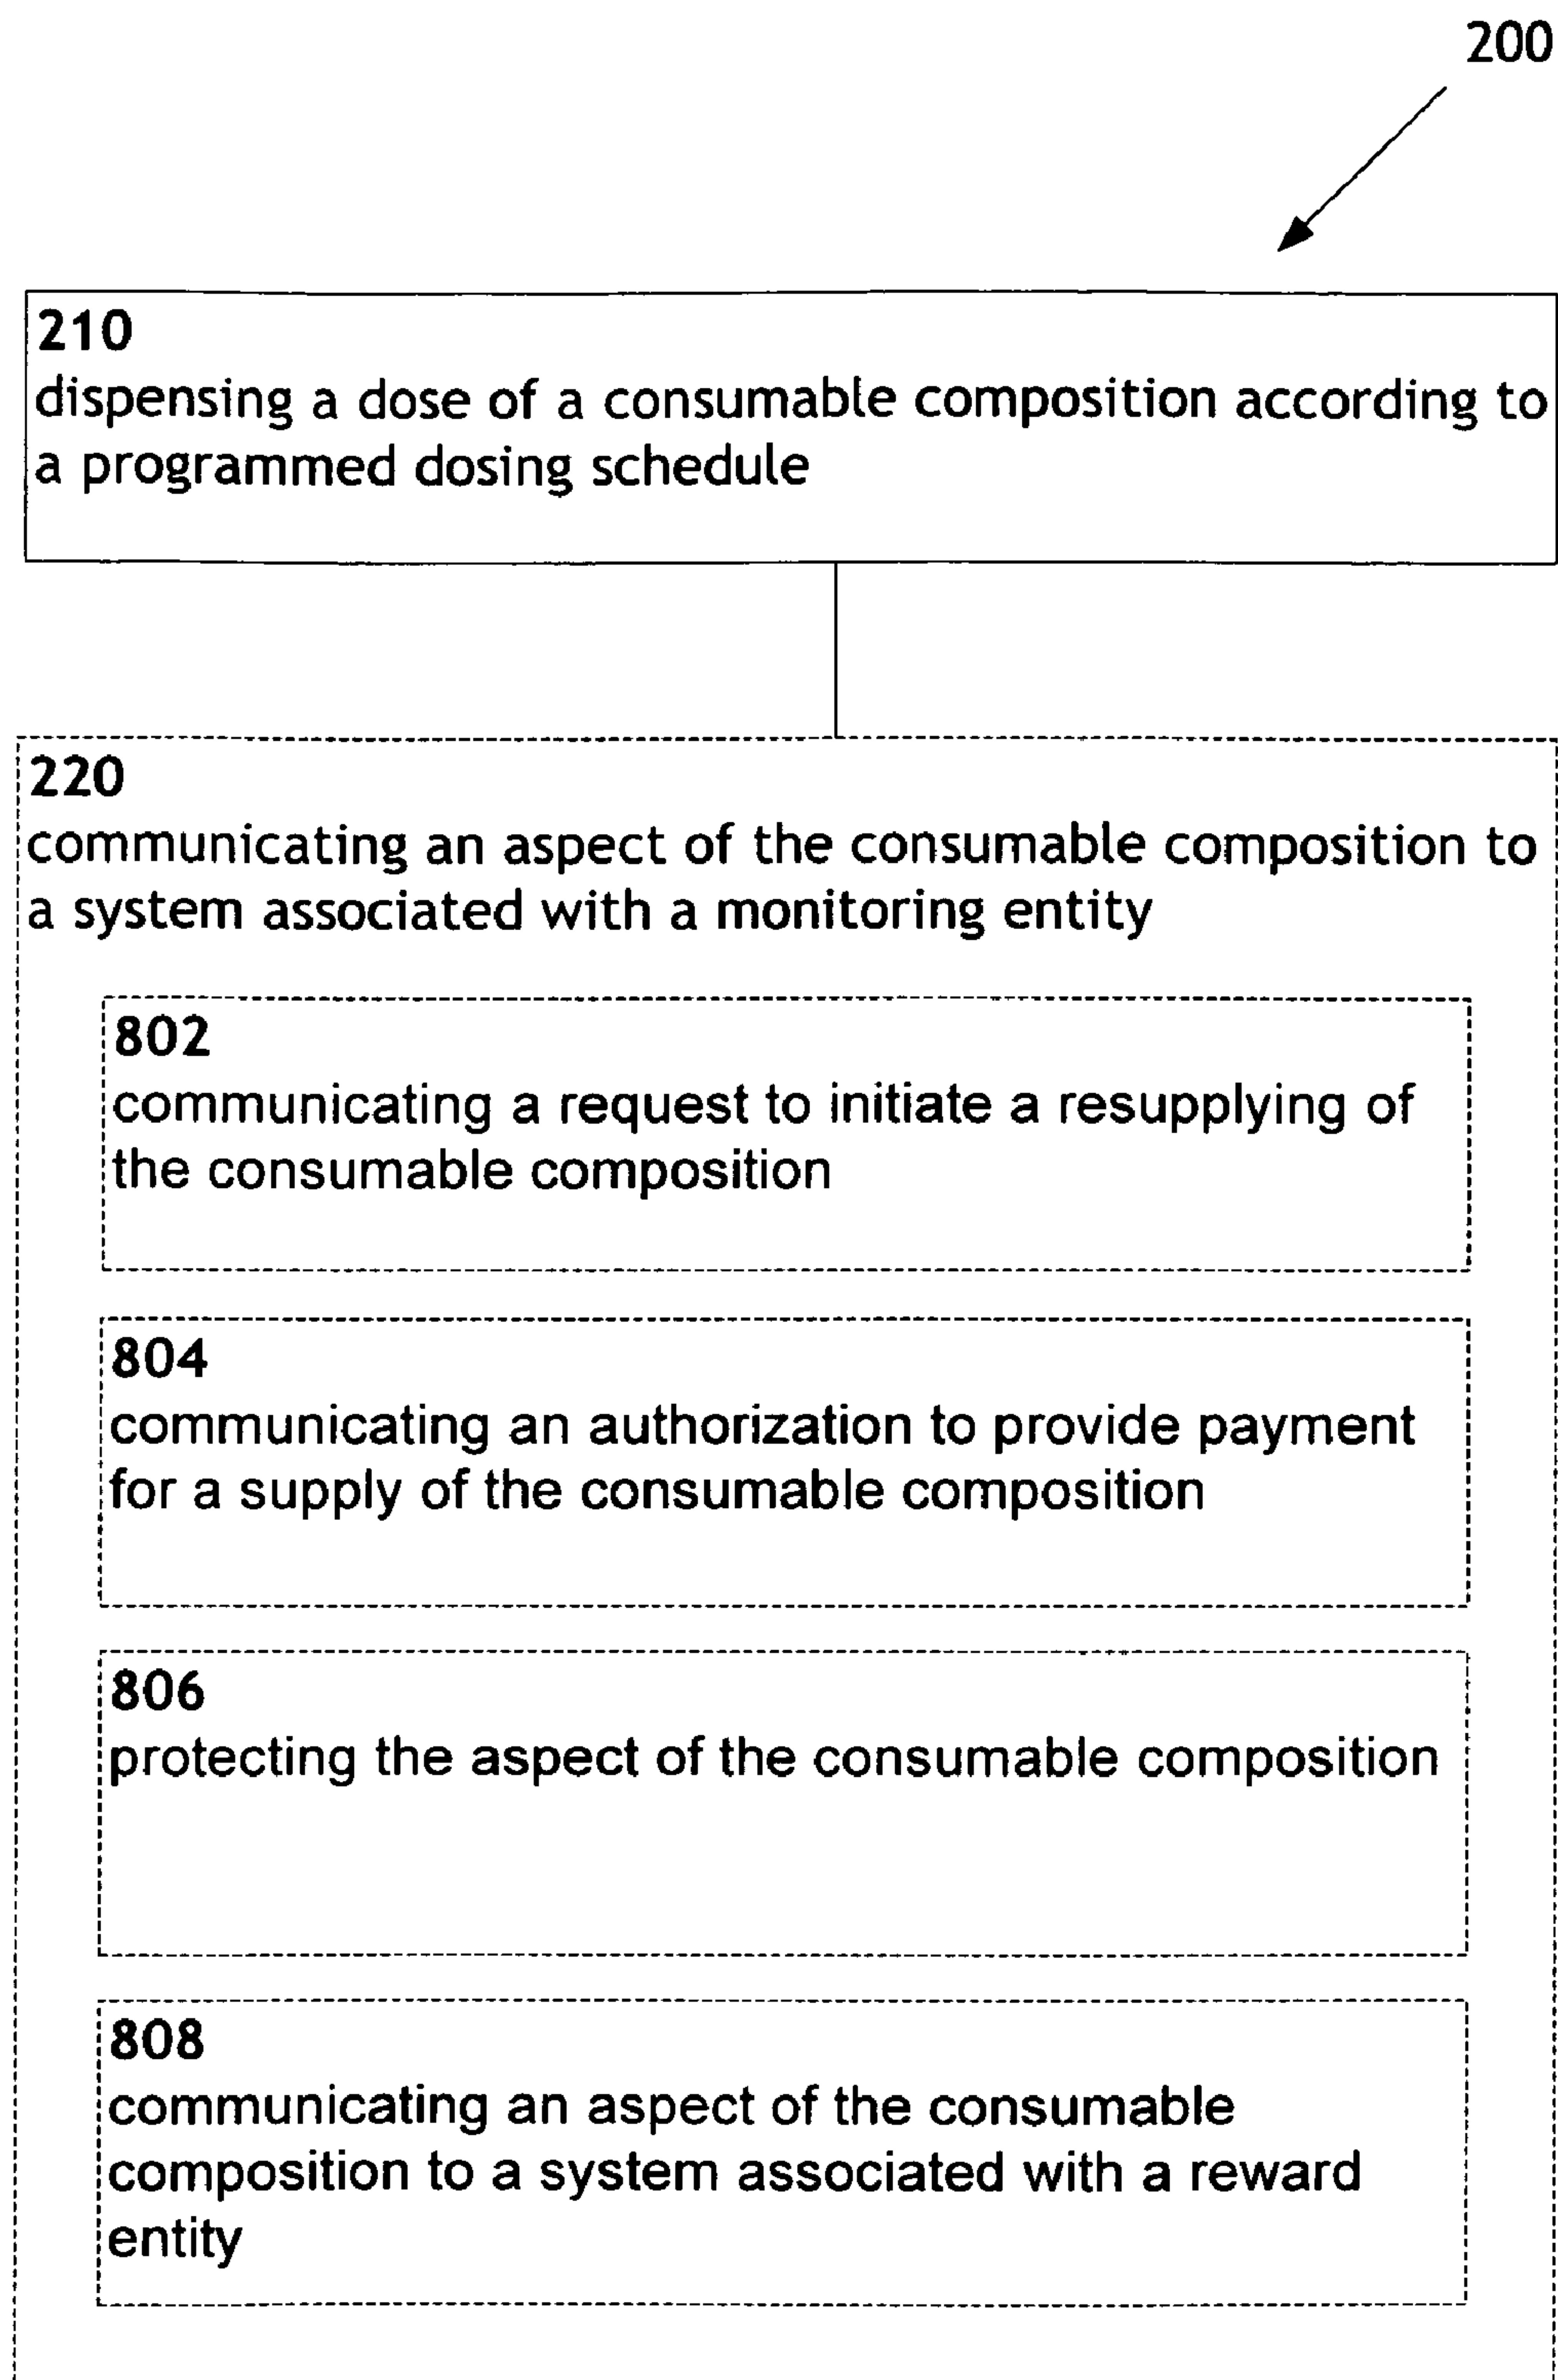 200
210
dispensing a dose of a consumable composition according to
a programmed dosing schedule
220
communicating an aspect of the consumable composition to
a system associated with a monitoring entity
802
communicating a request to initiate a resupplying of
the consumable composition
804
communicating an authorization to provide payment
for a supply of the consumable composition
806
protecting the aspect of the consumable composition
808
communicating an aspect of the consumable
composition to a system associated with a reward
entity